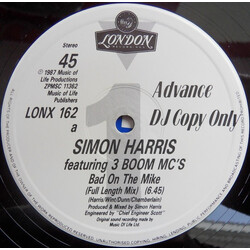 LONDON
RECORDINGS
Stereo
45
℗ 1987 Music of
Life Productions
ZPMSC 11362
Music of Life
Publishers
LONX 162
a
1
Advance
DJ Copy Only
SIMON HARRIS
featuring 3 BOOM MC'S
Bad On The Mike
(Full Length Mix) (6.45)
(Harris/Wint/Dunn/Chamberlain)
Produced & Mixed by Simon Harris
Engineered by "Chief Engineer Scott"
Original sound recording made by
Music Of Life Ltd.